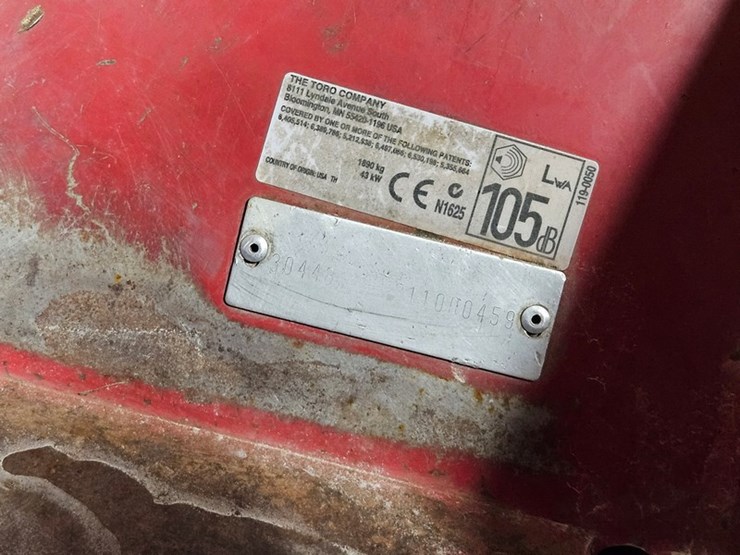 THE TORO COMPANY
8111 Lyndale Avenue South
Bloomington, MN 55420-1196 USA
COVERED BY ONE OR MORE OF THE FOLLOWING PATENTS:
1890 kg
COUNTRY OF ORIGIN: USA TH 43 kW
CE N1625
LWA
105dB
119-0050